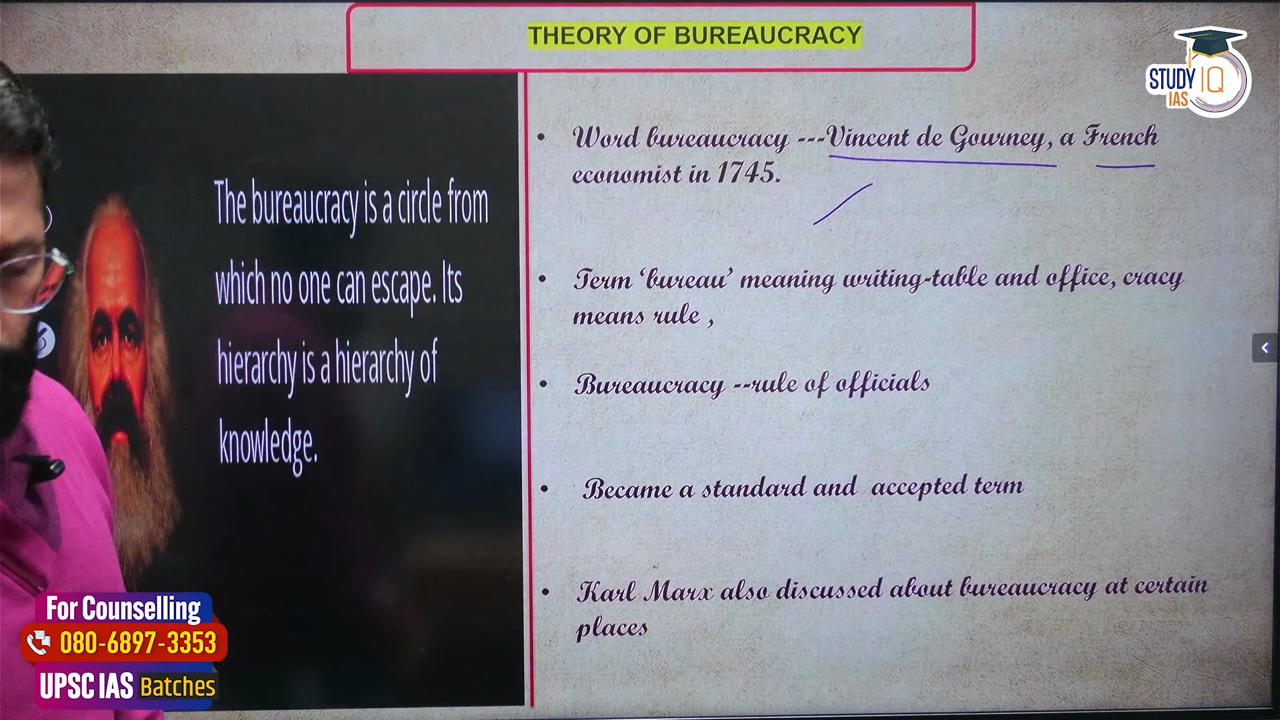 THEORY OF BUREAUCRACY
STUDY IQ
IAS
The bureaucracy is a circle from
which no one can escape. Its
hierarchy is a hierarchy of
knowledge.
• Word bureaucracy ---Vincent de Gourney, a French
economist in 1745.
• Term ‘bureau’ meaning writing-table and office, cracy
means rule ,
• Bureaucracy --rule of officials
• Became a standard and accepted term
• Karl Marx also discussed about bureaucracy at certain
places
For Counselling
080-6897-3353
UPSC IAS Batches